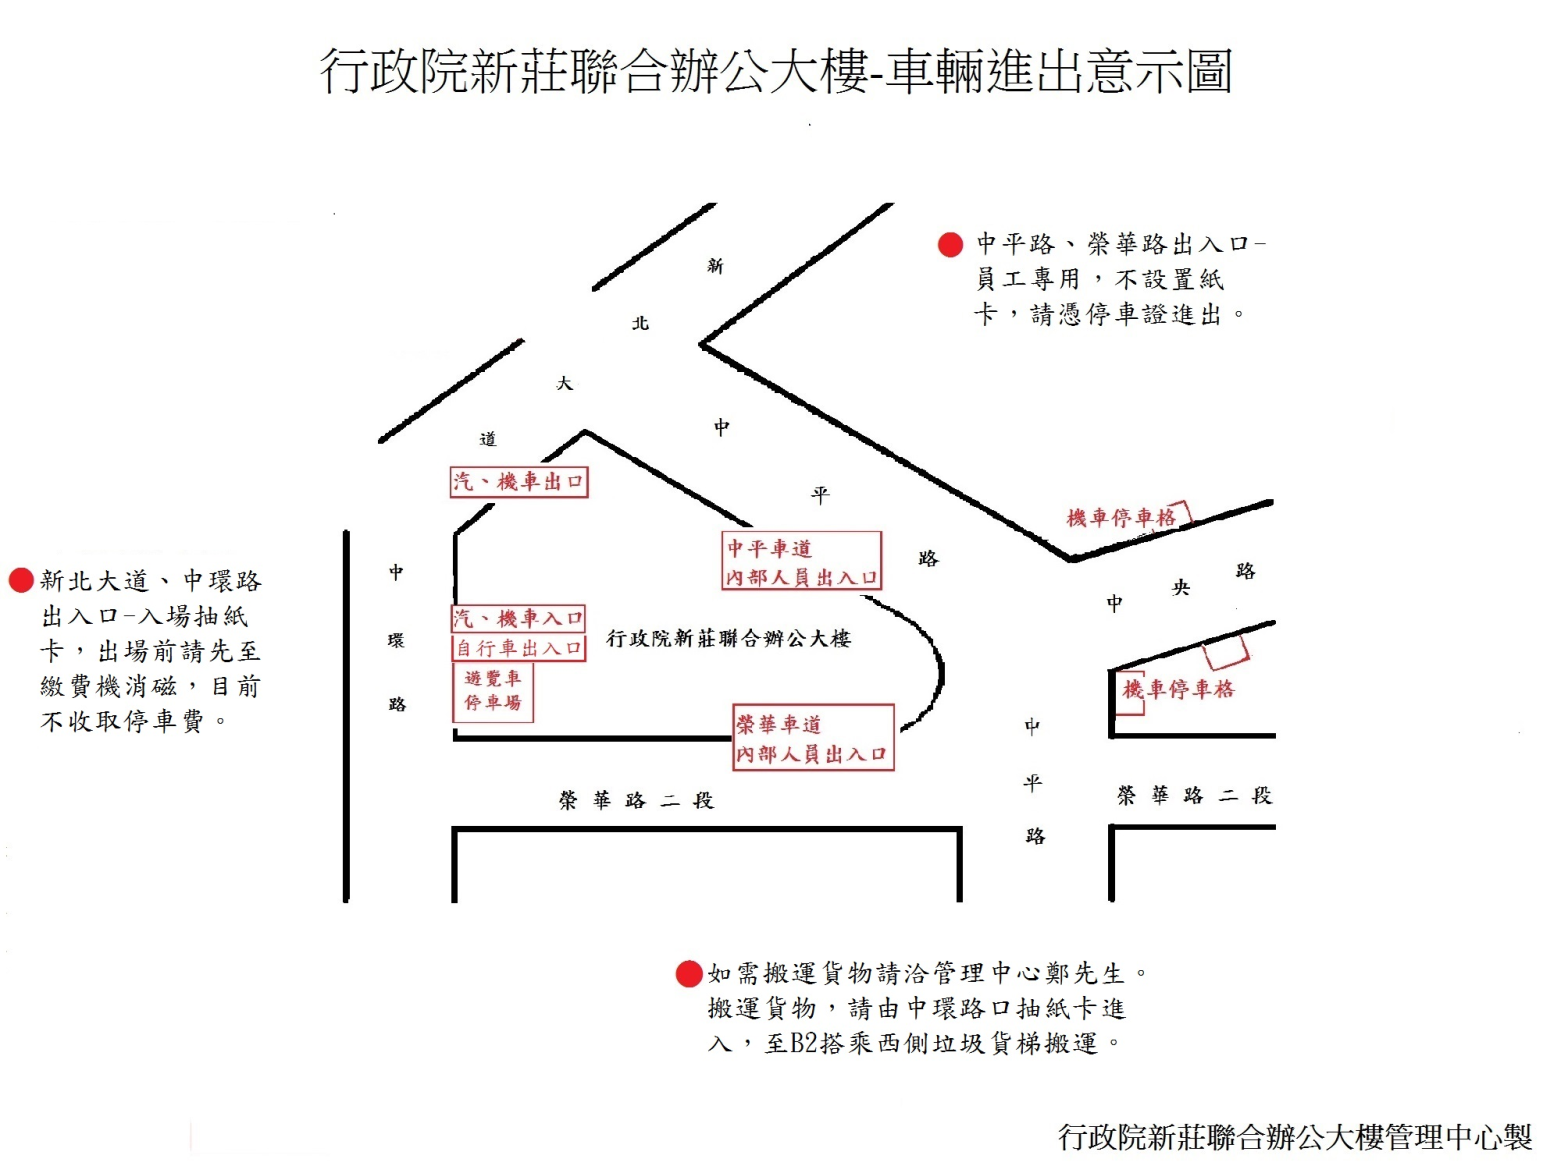 行政院新莊聯合辦公大樓-車輛進出意示圖
中平路、榮華路出入口-
員工專用，不設置紙
卡，請憑停車證進出。
新北大道
中平路
汽、機車出口
機車停車格
中平車道
內部人員出入口
中央路
新北大道、中環路
出入口-入場抽紙
卡，出場前請先至
繳費機消磁，目前
不收取停車費。
中環路
汽、機車入口
自行車出入口
行政院新莊聯合辦公大樓
遊覽車
停車場
機車停車格
榮華車道
內部人員出入口
中平路
榮華路二段
榮華路二段
如需搬運貨物請洽管理中心鄭先生。
搬運貨物，請由中環路口抽紙卡進
入，至B2搭乘西側垃圾貨梯搬運。
行政院新莊聯合辦公大樓管理中心製